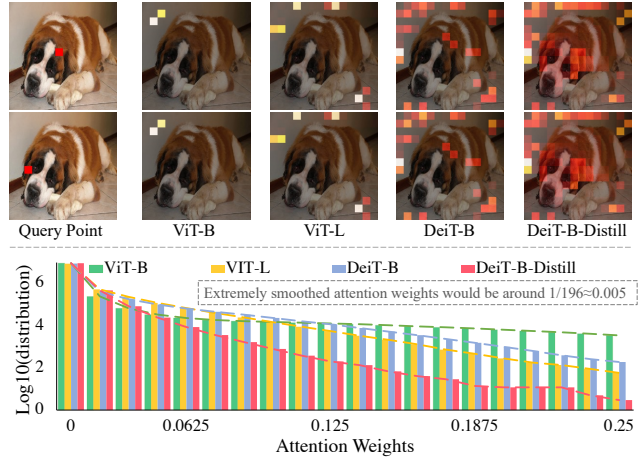 Query Point ViT-B ViT-L DeiT-B DeiT-B-Distill
ViT-B VIT-L DeiT-B DeiT-B-Distill
Extremely smoothed attention weights would be around 1/196≈0.005
Log10(distribution)
6
4
2
0
0 0.0625 0.125 0.1875 0.25
Attention Weights